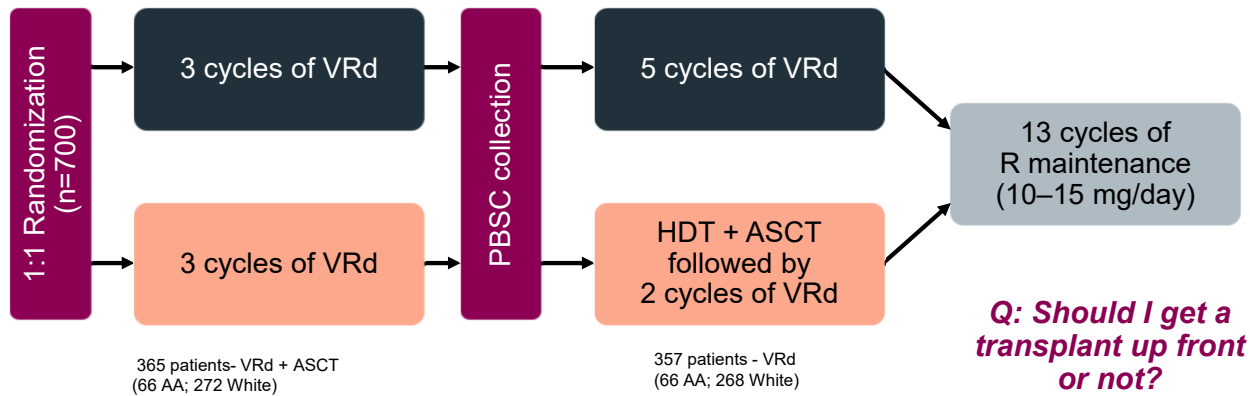 1:1 Randomization
(n=700)
3 cycles of VRd
PBSC collection
5 cycles of VRd
13 cycles of
R maintenance
(10–15 mg/day)
3 cycles of VRd
HDT + ASCT
followed by
2 cycles of VRd
Q: Should I get a
transplant up front
or not?
365 patients- VRd + ASCT
(66 AA; 272 White)
357 patients - VRd
(66 AA; 268 White)